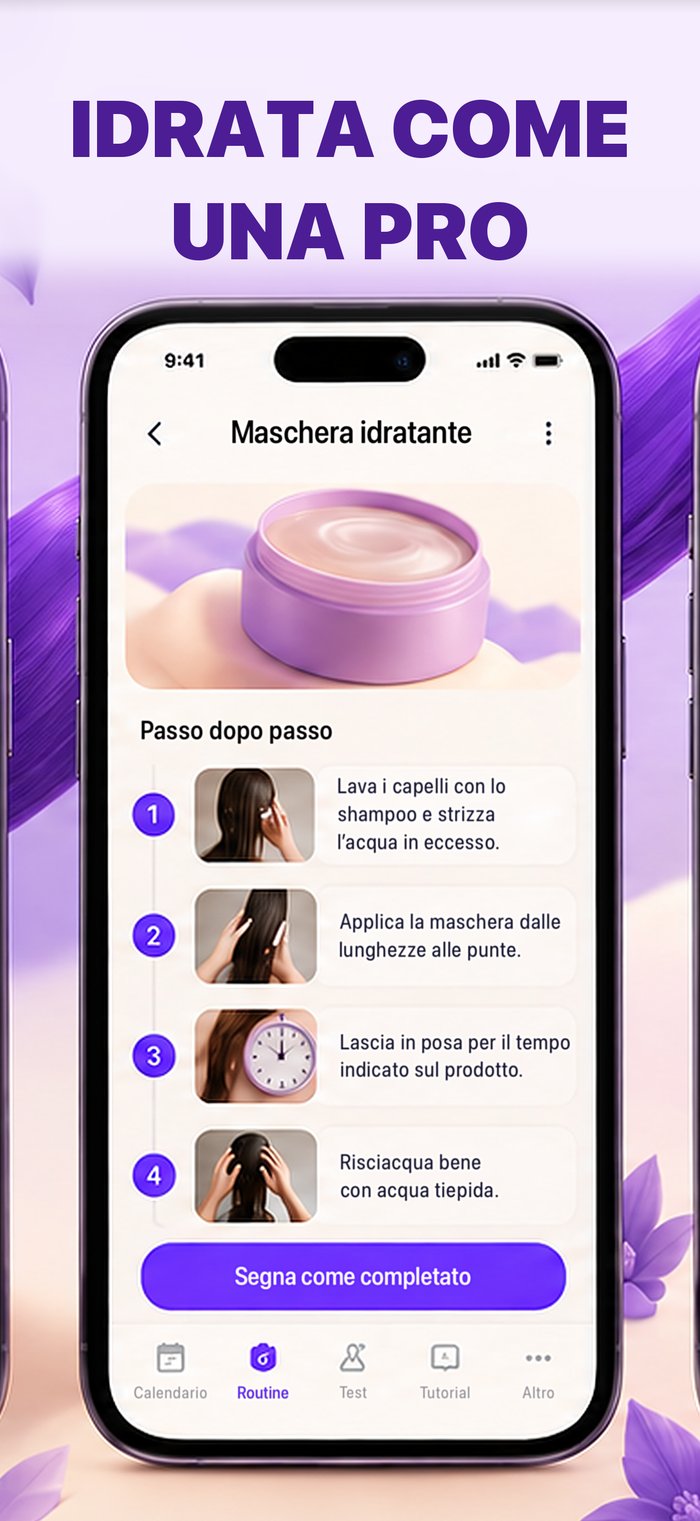 IDRATA COME
UNA PRO
9:41
Maschera idratante
Passo dopo passo
1
Lava i capelli con lo
shampoo e strizza
l'acqua in eccesso.
2
Applica la maschera dalle
lunghezze alle punte.
3
Lascia in posa per il tempo
indicato sul prodotto.
4
Risciacqua bene
con acqua tiepida.
Segna come completato
Calendario
Routine
Test
Tutorial
Altro